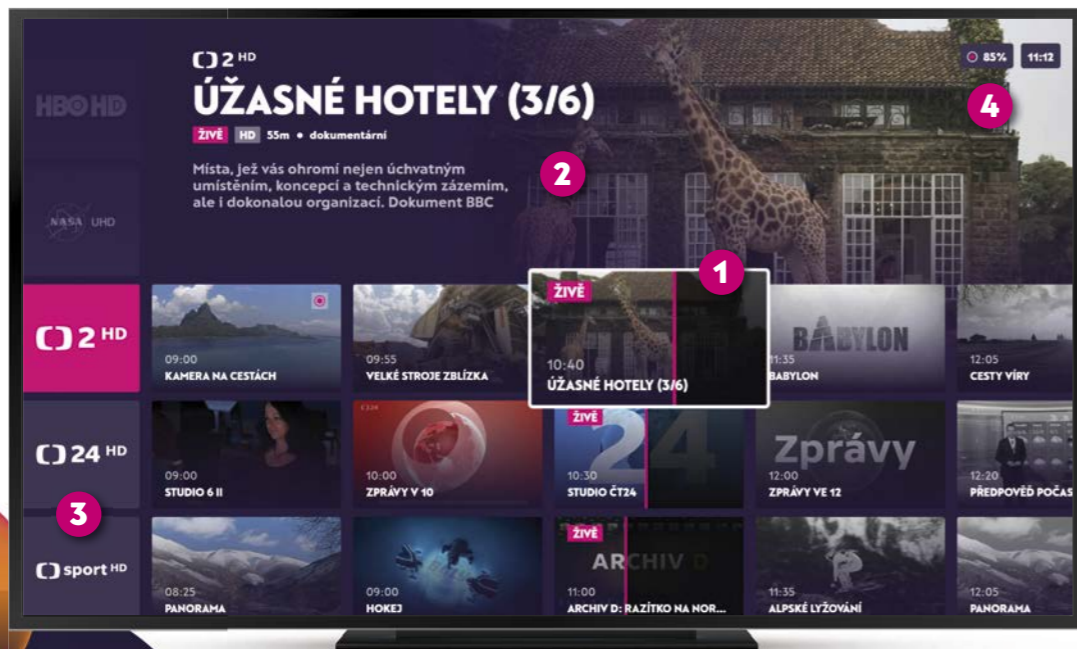 HBO HD
NASA UHD
2 HD
ÚŽASNÉ HOTELY (3/6)
ŽIVĚ HD 55m • dokumentární
Místa, jež vás ohromí nejen úchvatným
umístěním, koncepcí a technickým zázemím,
ale i dokonalou organizací. Dokument BBC
85% 11:12
4
2
1
2 HD
09:00
KAMERA NA CESTÁCH
09:55
VELKÉ STROJE ZBLÍZKA
ŽIVĚ
10:40
ÚŽASNÉ HOTELY (3/6)
BABYLON
11:35
BABYLON
12:05
CESTY VÍRY
24 HD
3
09:00
STUDIO 6 II
ČT24
10:00
ZPRÁVY V 10
ŽIVĚ
24
10:30
STUDIO ČT24
Zprávy
12:00
ZPRÁVY VE 12
12:20
PŘEDPOVĚĎ POČAS
sport HD
08:25
PANORAMA
09:00
HOKEJ
ŽIVĚ
ARCHIV D
11:00
ARCHIV D: RAZÍTKO NA NOR...
11:35
ALPSKÉ LYŽOVÁNÍ
12:05
PANORAMA